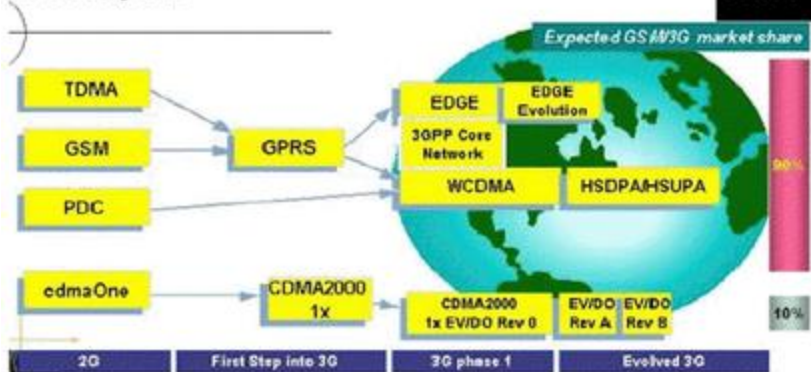 Expected GSM/3G market share
TDMA
GSM
PDC
GPRS
EDGE
EDGE
Evolution
3GPP Core
Network
WCDMA
HSDPA/HSUPA
90%
cdmaOne
CDMA2000
1x
CDMA2000
1x EV/DO Rev 0
EV/DO
Rev A
EV/DO
Rev B
10%
2G
First Step into 3G
3G phase 1
Evolved 3G